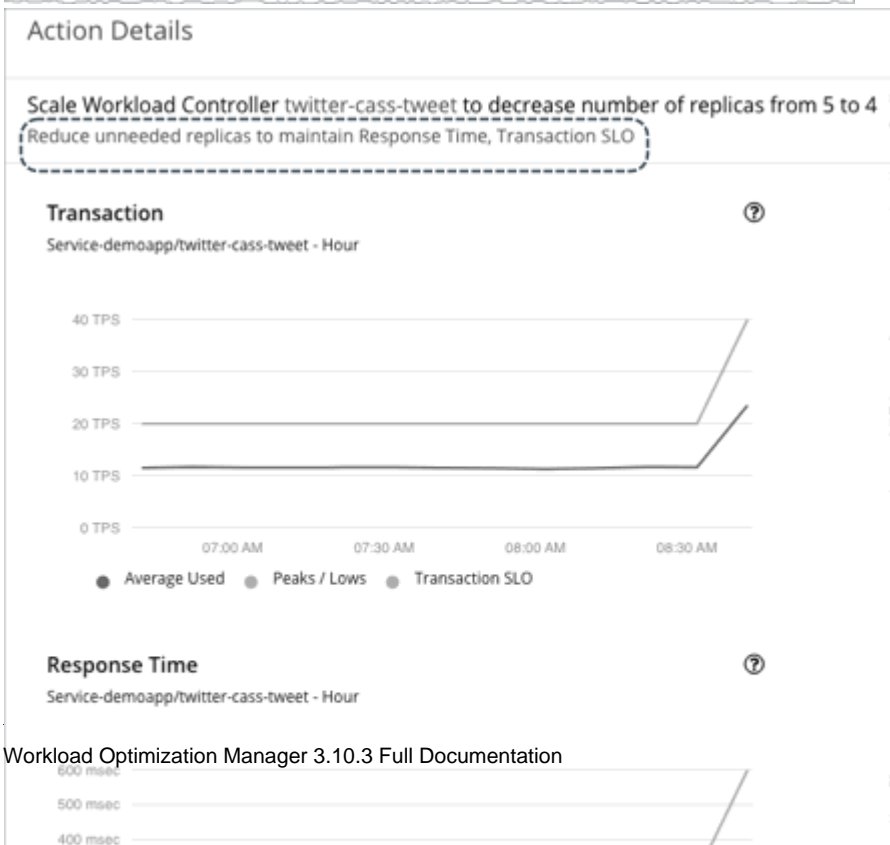 Action Details
Scale Workload Controller twitter-cass-tweet to decrease number of replicas from 5 to 4
Reduce unneeded replicas to maintain Response Time, Transaction SLO
Transaction
Service-demoapp/twitter-cass-tweet - Hour
40 TPS
30 TPS
20 TPS
10 TPS
0 TPS
07:00 AM 07:30 AM 08:00 AM 08:30 AM
Average Used Peaks / Lows Transaction SLO
Response Time
Service-demoapp/twitter-cass-tweet - Hour
Workload Optimization Manager 3.10.3 Full Documentation
600 msec
500 msec
400 msec